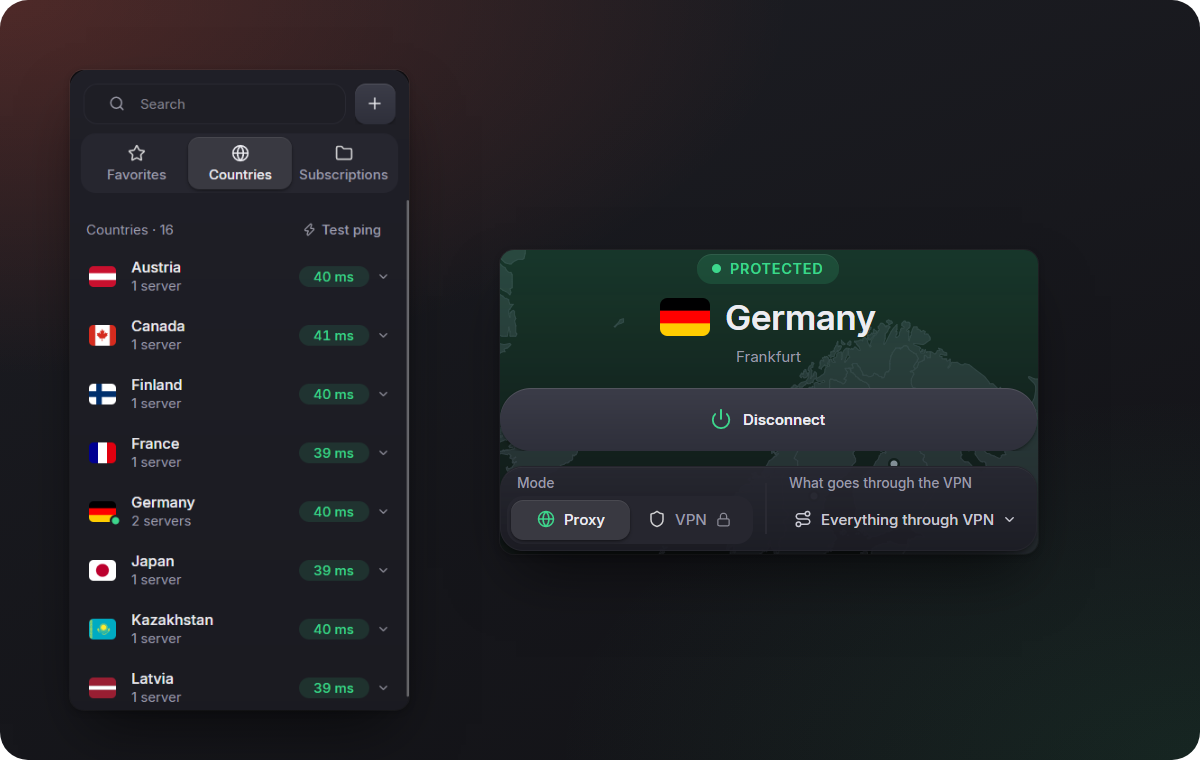 Search
Favorites
Countries
Subscriptions
Countries · 16
Test ping
Austria
1 server
40 ms
Canada
1 server
41 ms
Finland
1 server
40 ms
France
1 server
39 ms
Germany
2 servers
40 ms
Japan
1 server
39 ms
Kazakhstan
1 server
40 ms
Latvia
1 server
39 ms
PROTECTED
Germany
Frankfurt
Disconnect
Mode
Proxy
VPN
What goes through the VPN
Everything through VPN